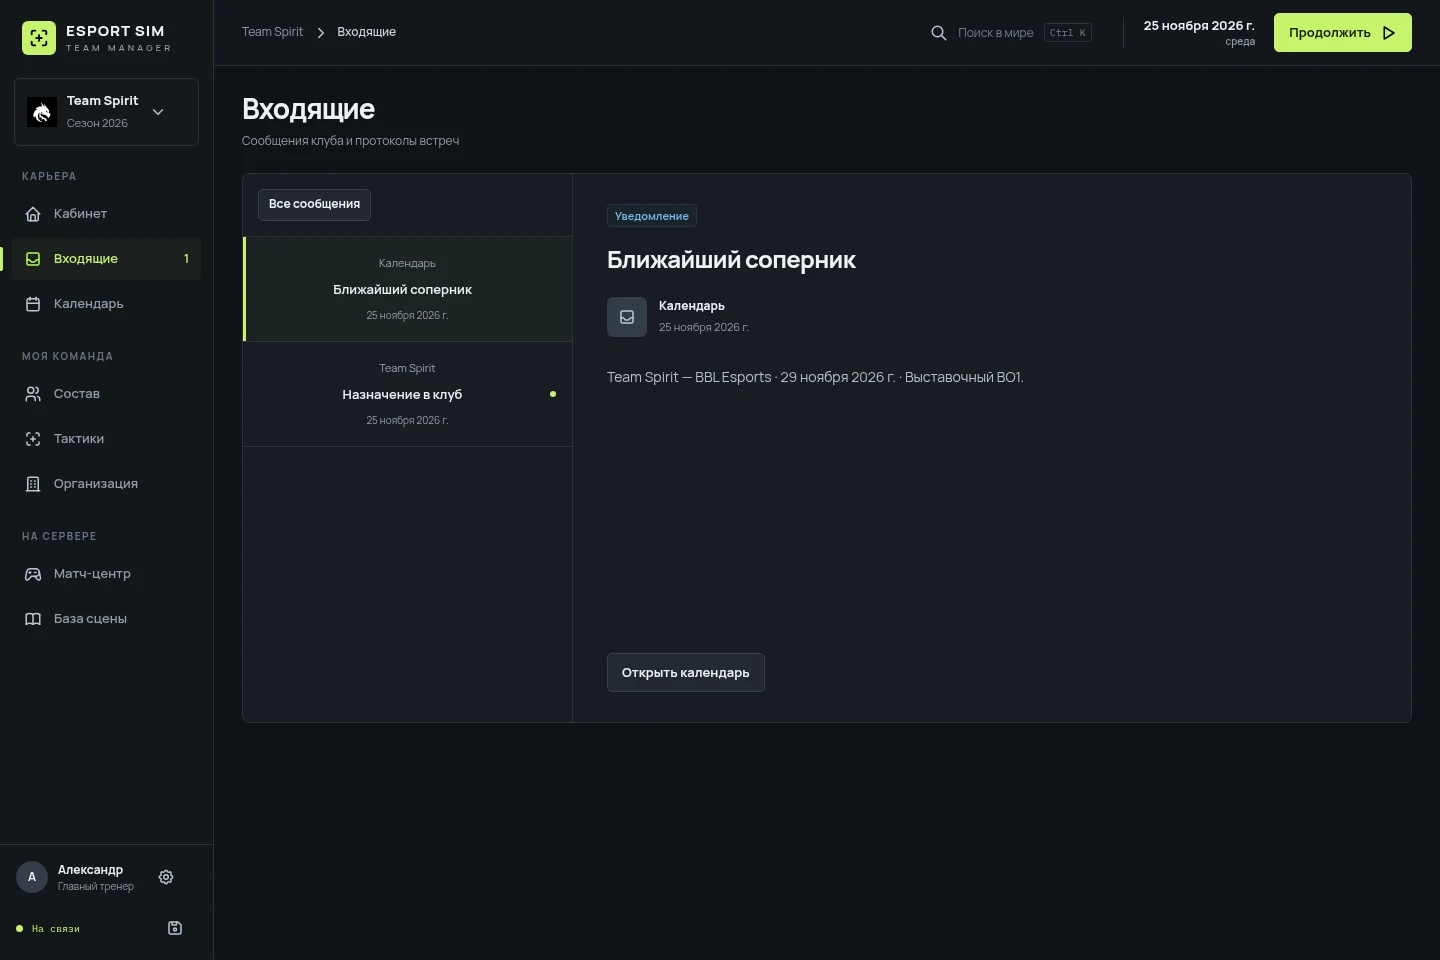 ESPORT SIM
TEAM MANAGER
Team Spirit
Сезон 2026
КАРЬЕРА
Кабинет
Входящие 1
Календарь
МОЯ КОМАНДА
Состав
Тактики
Организация
НА СЕРВЕРЕ
Матч-центр
База сцены
А
Александр
Главный тренер
На связи
Team Spirit Входящие
Поиск в мире Ctrl K
25 ноября 2026 г.
среда
Продолжить
Входящие
Сообщения клуба и протоколы встреч
Все сообщения
Календарь
Ближайший соперник
25 ноября 2026 г.
Team Spirit
Назначение в клуб
25 ноября 2026 г.
Уведомление
Ближайший соперник
Календарь
25 ноября 2026 г.
Team Spirit — BBL Esports · 29 ноября 2026 г. · Выставочный BO1.
Открыть календарь